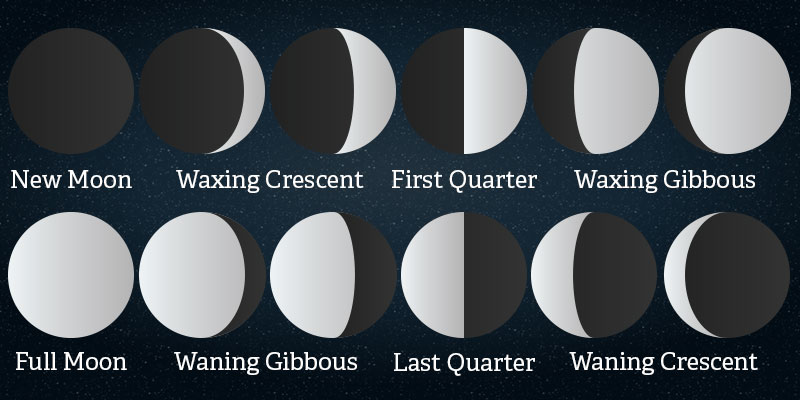 New Moon Waxing Crescent First Quarter Waxing Gibbous
Full Moon Waning Gibbous Last Quarter Waning Crescent